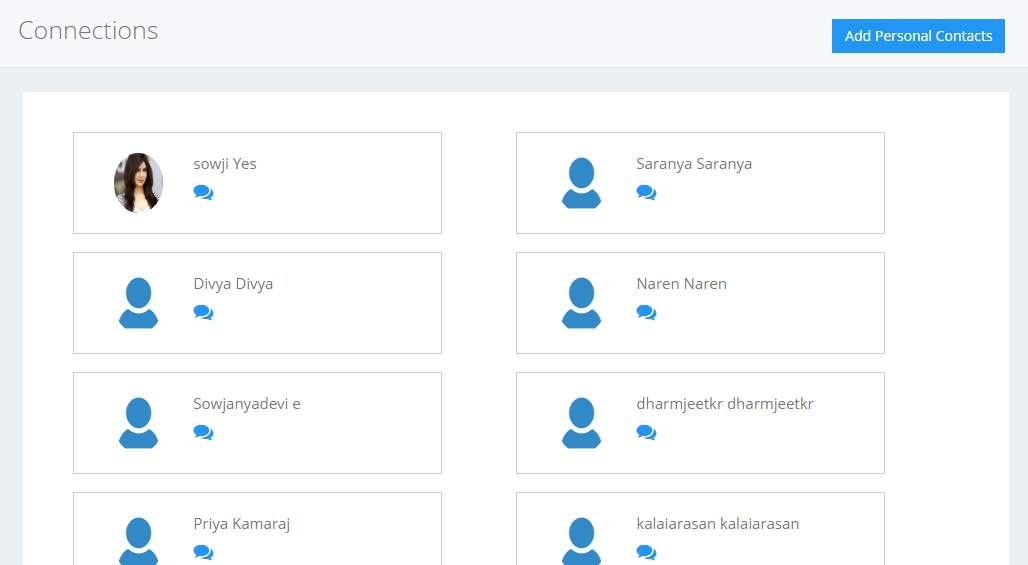 Connections
Add Personal Contacts
sowji Yes
Saranya Saranya
Divya Divya
Naren Naren
Sowjanyadevi e
dharmjeetkr dharmjeetkr
Priya Kamaraj
kalaiarasan kalaiarasan